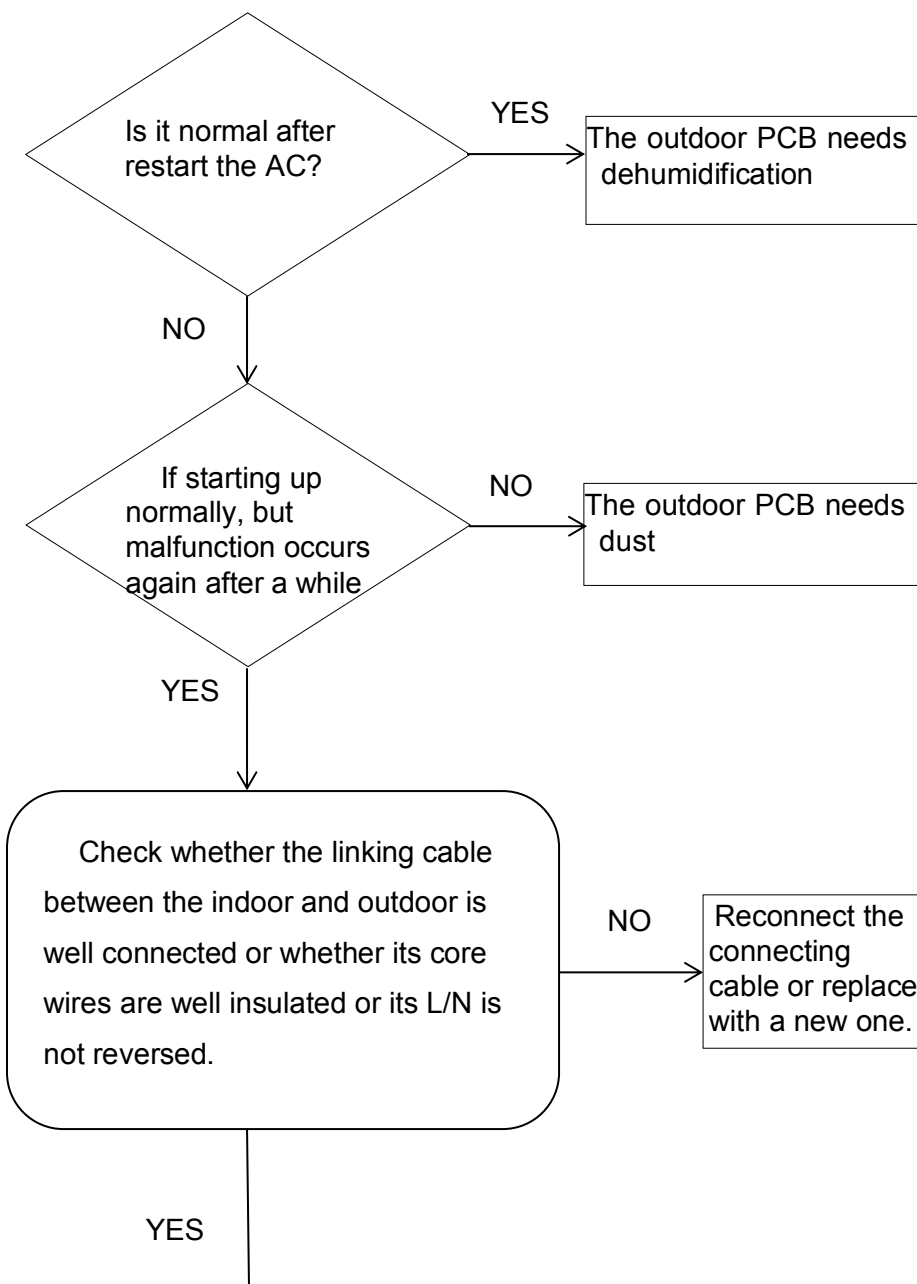 Is it normal after
restart the AC?
YES
The outdoor PCB needs
dehumidification
NO
If starting up
normally, but
malfunction occurs
again after a while
NO
The outdoor PCB needs
dust
YES
Check whether the linking cable
between the indoor and outdoor is
well connected or whether its core
wires are well insulated or its L/N is
not reversed.
NO
Reconnect the
connecting
cable or replace
with a new one.
YES